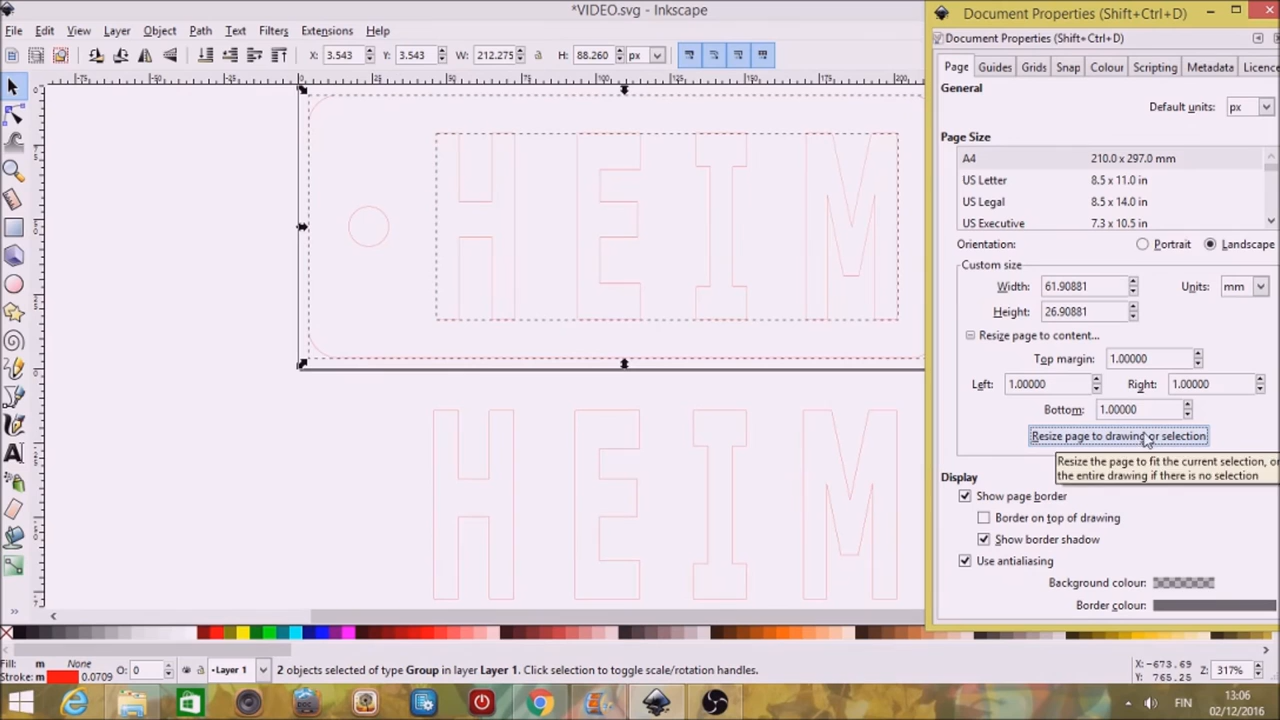 *VIDEO.svg - Inkscape
File Edit View Layer Object Path Text Filters Extensions Help
X: 3.543 Y: 3.543 W: 212.275 H: 88.260 px
HEIM
HEIM
Document Properties (Shift+Ctrl+D)
Document Properties (Shift+Ctrl+D)
Page Guides Grids Snap Colour Scripting Metadata Licence
General
Default units: px
Page Size
A4 210.0 x 297.0 mm
US Letter 8.5 x 11.0 in
US Legal 8.5 x 14.0 in
US Executive 7.3 x 10.5 in
Orientation: Portrait Landscape
Custom size
Width: 61.90881 Units: mm
Height: 26.90881
Resize page to content...
Top margin: 1.00000
Left: 1.00000 Right: 1.00000
Bottom: 1.00000
Resize page to drawing or selection
Resize the page to fit the current selection, or
the entire drawing if there is no selection
Display
Show page border
Border on top of drawing
Show border shadow
Use antialiasing
Background colour:
Border colour:
Fill: m None
Stroke: m 0.0709
O: 0
Layer 1
2 objects selected of type Group in layer Layer 1. Click selection to toggle scale/rotation handles.
X: -673.69
Y: 765.25
Z: 317%
FIN
13:06
02/12/2016